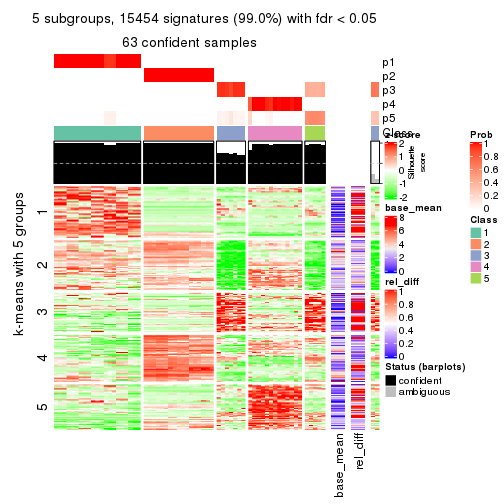 5 subgroups, 15454 signatures (99.0%) with fdr < 0.05
63 confident samples
p1
p2
p3
p4
p5
Class
Silhouette
score
k-means with 5 groups
1
2
3
4
5
base_mean
rel_diff
z-score
2
1
0
-1
-2
base_mean
8
6
4
2
0
rel_diff
1
0.8
0.6
0.4
0.2
0
Status (barplots)
confident
ambiguous
Prob
1
0.8
0.6
0.4
0.2
0
Class
1
2
3
4
5